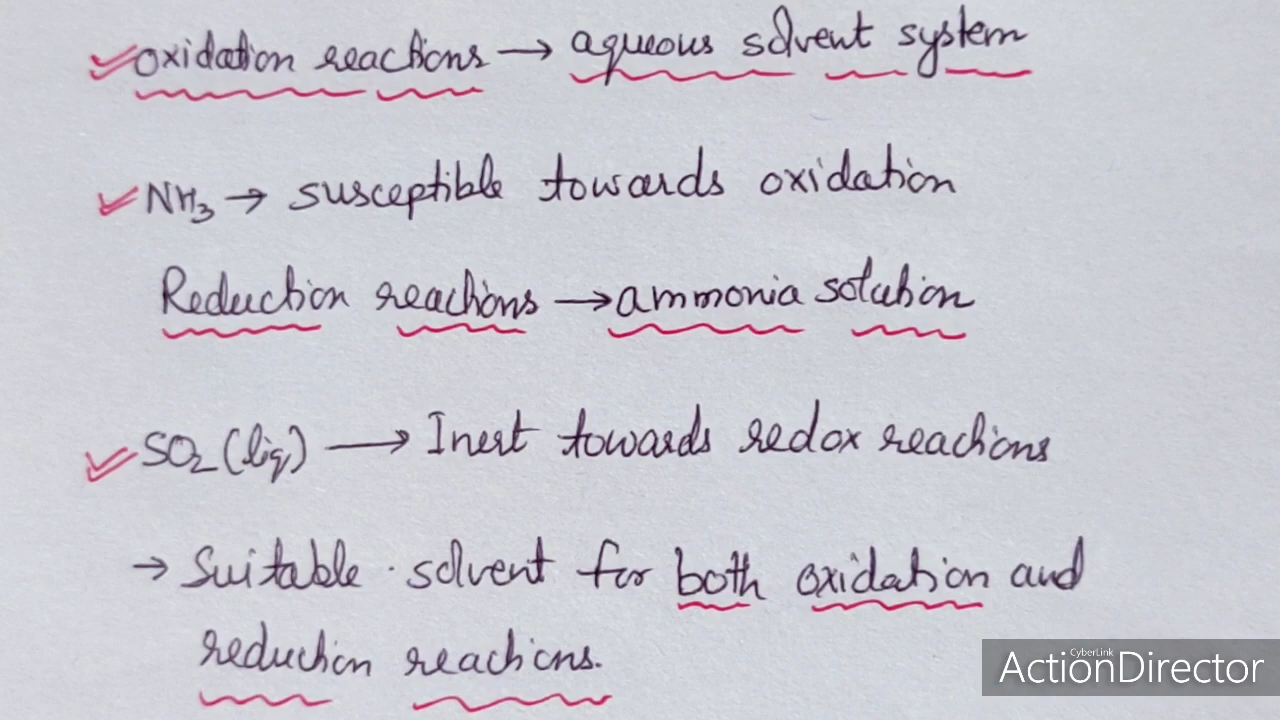 oxidation reactions → aqueous solvent system
NH₃ → susceptible towards oxidation
Reduction reactions → ammonia solution
SO₂ (liq) → Inert towards redox reactions
→ Suitable solvent for both oxidation and
reduction reactions.
CyberLink
ActionDirector